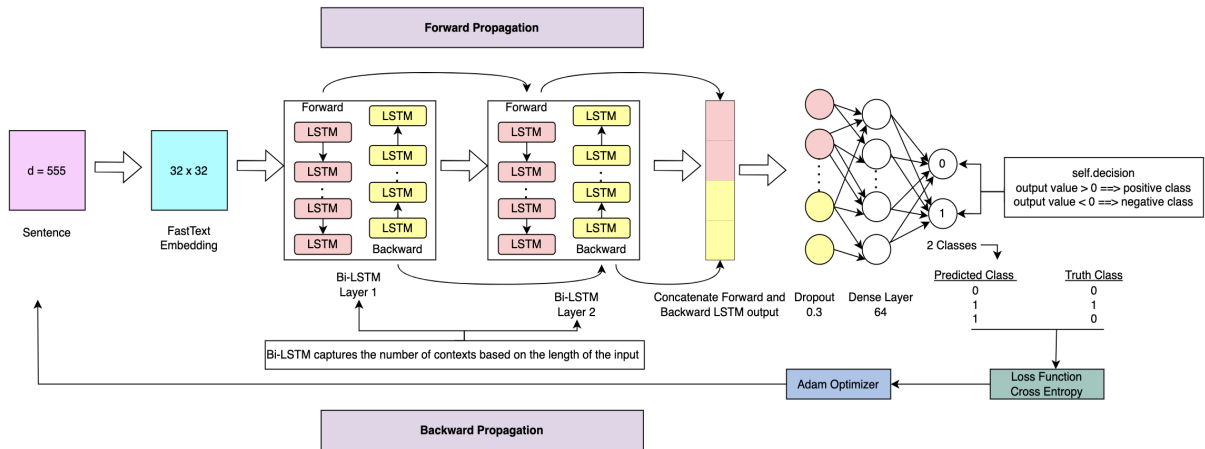 Forward Propagation
d = 555
Sentence
32 x 32
FastText
Embedding
Forward
LSTM
LSTM
LSTM
LSTM
LSTM
LSTM
LSTM
LSTM
Backward
Bi-LSTM
Layer 1
Forward
LSTM
LSTM
LSTM
LSTM
LSTM
LSTM
LSTM
LSTM
Backward
Bi-LSTM
Layer 2
Bi-LSTM captures the number of contexts based on the length of the input
Concatenate Forward and
Backward LSTM output
Dropout
0.3
Dense Layer
64
0
1
2 Classes
self.decision
output value > 0 ==> positive class
output value < 0 ==> negative class
Predicted Class
0
1
1
Truth Class
0
1
0
Loss Function
Cross Entropy
Adam Optimizer
Backward Propagation